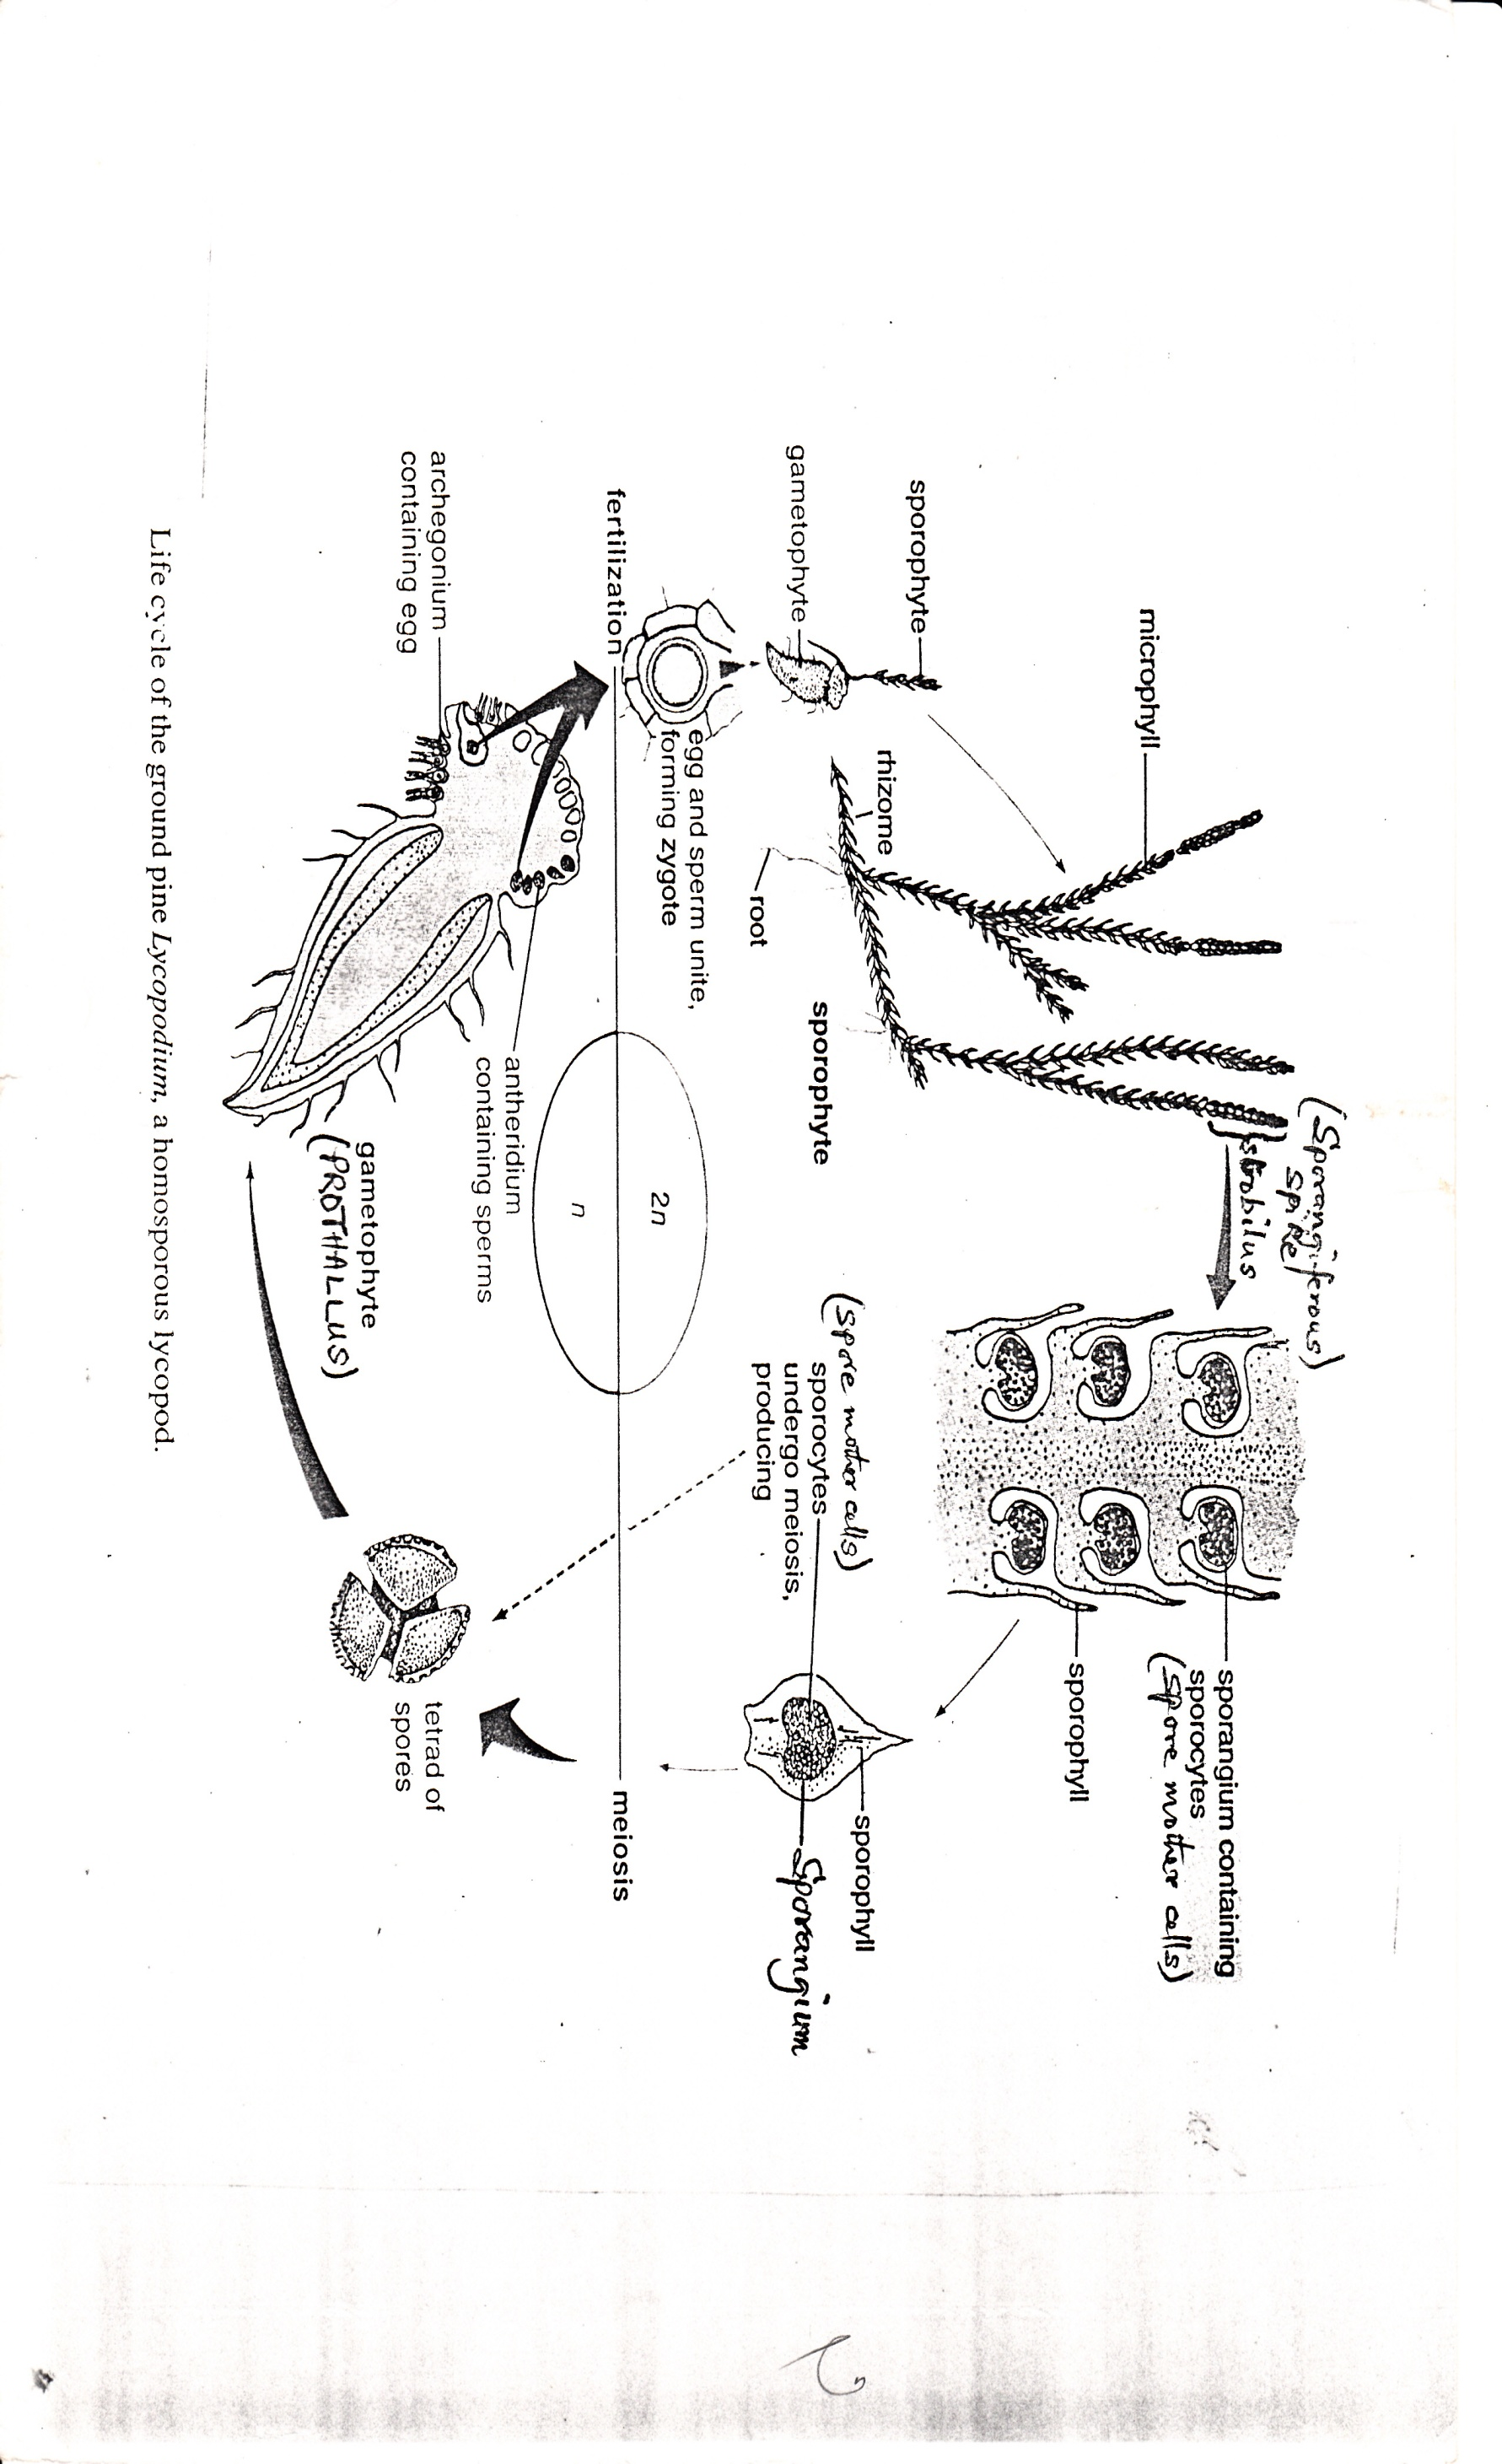 (Sporangiferous
spike)
microphyll
strobilus
sporangium containing
sporocytes
(spore mother cells)
sporophyte
sporophyll
rhizome
gametophyte
root
sporophyte
(spore mother cells)
sporocytes
undergo meiosis,
producing
sporophyll
Sporangium
egg and sperm unite,
forming zygote
2n
fertilization
meiosis
n
antheridium
containing sperms
archegonium
containing egg
tetrad of
spores
gametophyte
(PROTHALLUS)
Life cycle of the ground pine Lycopodium, a homosporous lycopod.